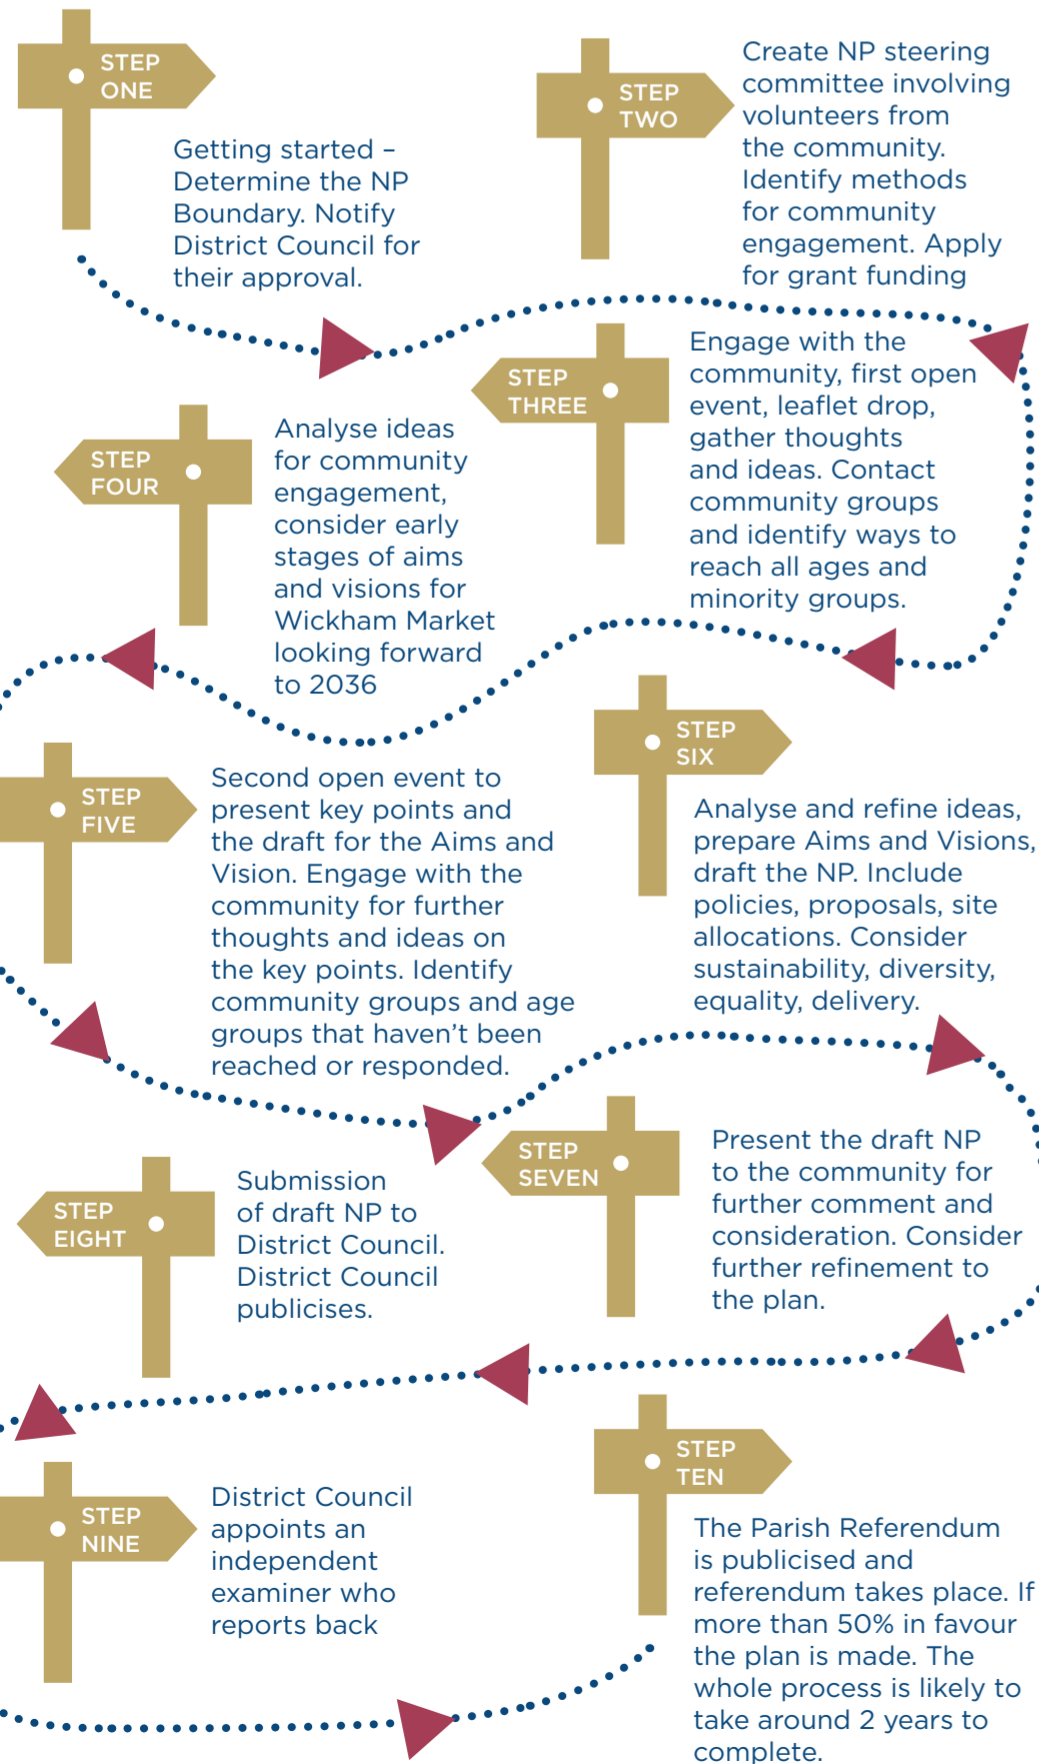 STEP
ONE
Getting started –
Determine the NP
Boundary. Notify
District Council for
their approval.
STEP
TWO
Create NP steering
committee involving
volunteers from
the community.
Identify methods
for community
engagement. Apply
for grant funding
STEP
THREE
Engage with the
community, first open
event, leaflet drop,
gather thoughts
and ideas. Contact
community groups
and identify ways to
reach all ages and
minority groups.
STEP
FOUR
Analyse ideas
for community
engagement,
consider early
stages of aims
and visions for
Wickham Market
looking forward
to 2036
STEP
FIVE
Second open event to
present key points and
the draft for the Aims and
Vision. Engage with the
community for further
thoughts and ideas on
the key points. Identify
community groups and age
groups that haven’t been
reached or responded.
STEP
SIX
Analyse and refine ideas,
prepare Aims and Visions,
draft the NP. Include
policies, proposals, site
allocations. Consider
sustainability, diversity,
equality, delivery.
STEP
SEVEN
Present the draft NP
to the community for
further comment and
consideration. Consider
further refinement to
the plan.
STEP
EIGHT
Submission
of draft NP to
District Council.
District Council
publicises.
STEP
NINE
District Council
appoints an
independent
examiner who
reports back
STEP
TEN
The Parish Referendum
is publicised and
referendum takes place. If
more than 50% in favour
the plan is made. The
whole process is likely to
take around 2 years to
complete.